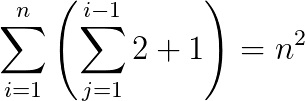 \sum_{i=1}^{n} \left( \sum_{j=1}^{i-1} 2 + 1 \right) = n^2